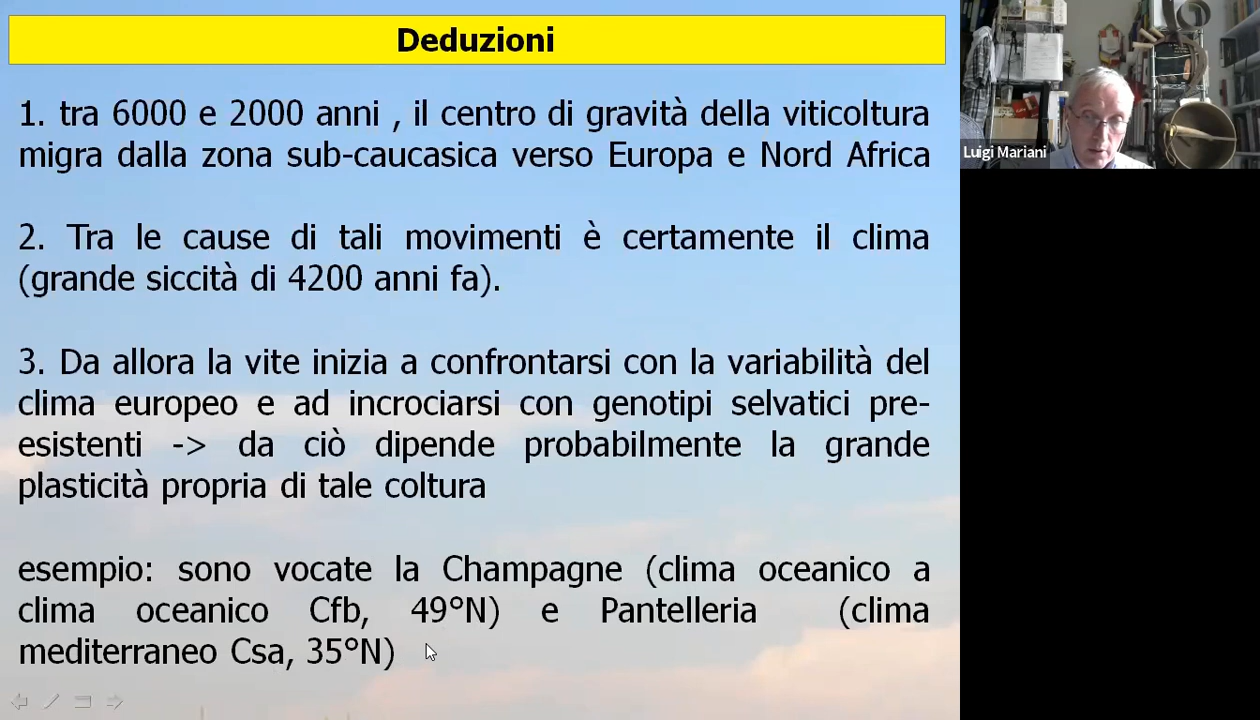 Deduzioni
1. tra 6000 e 2000 anni , il centro di gravità della viticoltura
migra dalla zona sub-caucasica verso Europa e Nord Africa
2. Tra le cause di tali movimenti è certamente il clima
(grande siccità di 4200 anni fa).
3. Da allora la vite inizia a confrontarsi con la variabilità del
clima europeo e ad incrociarsi con genotipi selvatici pre-
esistenti -> da ciò dipende probabilmente la grande
plasticità propria di tale coltura
esempio: sono vocate la Champagne (clima oceanico a
clima oceanico Cfb, 49°N) e Pantelleria (clima
mediterraneo Csa, 35°N)
Luigi Mariani